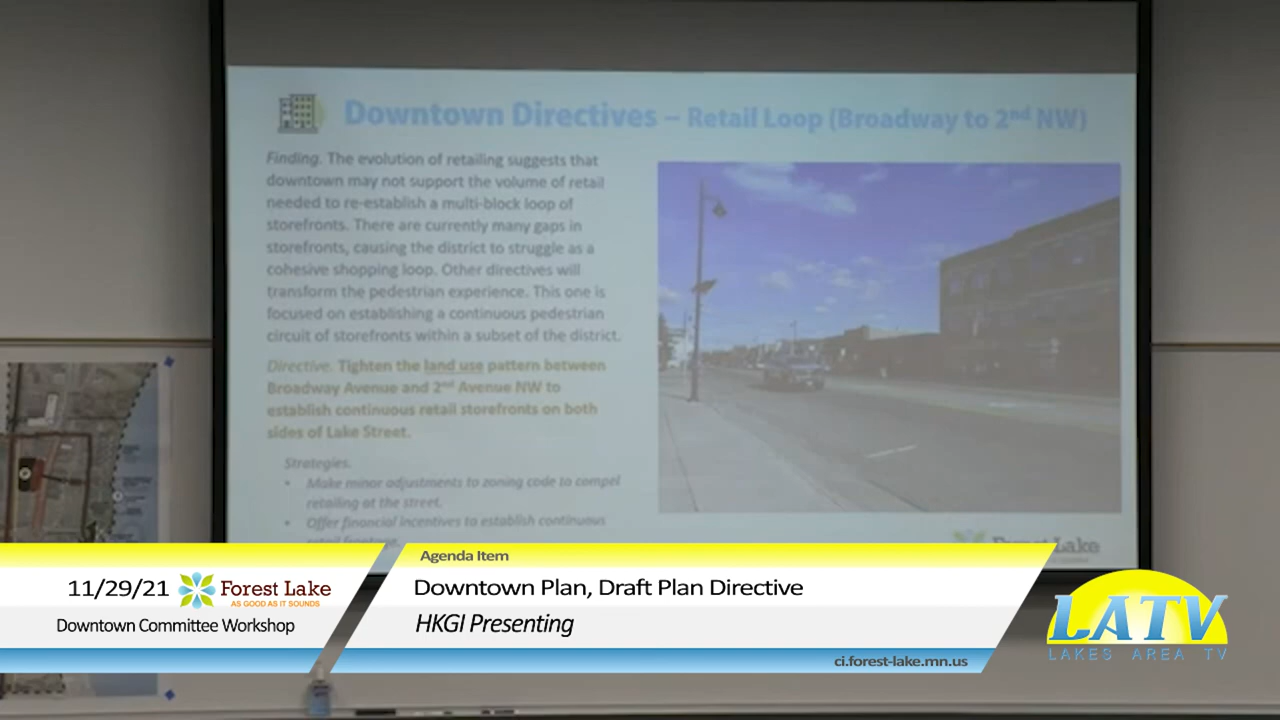 Downtown Directives – Retail Loop (Broadway to 2nd NW)
Finding. The evolution of retailing suggests that
downtown may not support the volume of retail
needed to re-establish a multi-block loop of
storefronts. There are currently many gaps in
storefronts, causing the district to struggle as a
cohesive shopping loop. Other directives will
transform the pedestrian experience. This one is
focused on establishing a continuous pedestrian
circuit of storefronts within a subset of the district.
Directive. Tighten the land use pattern between
Broadway Avenue and 2nd Avenue NW to
establish continuous retail storefronts on both
sides of Lake Street.
Strategies.
• Make minor adjustments to zoning code to compel
retailing at the street.
• Offer financial incentives to establish continuous
retail frontage.
Forest Lake
Agenda Item
11/29/21
Forest Lake
AS GOOD AS IT SOUNDS
Downtown Committee Workshop
Downtown Plan, Draft Plan Directive
HKGI Presenting
ci.forest-lake.mn.us
LATV
LAKES AREA TV